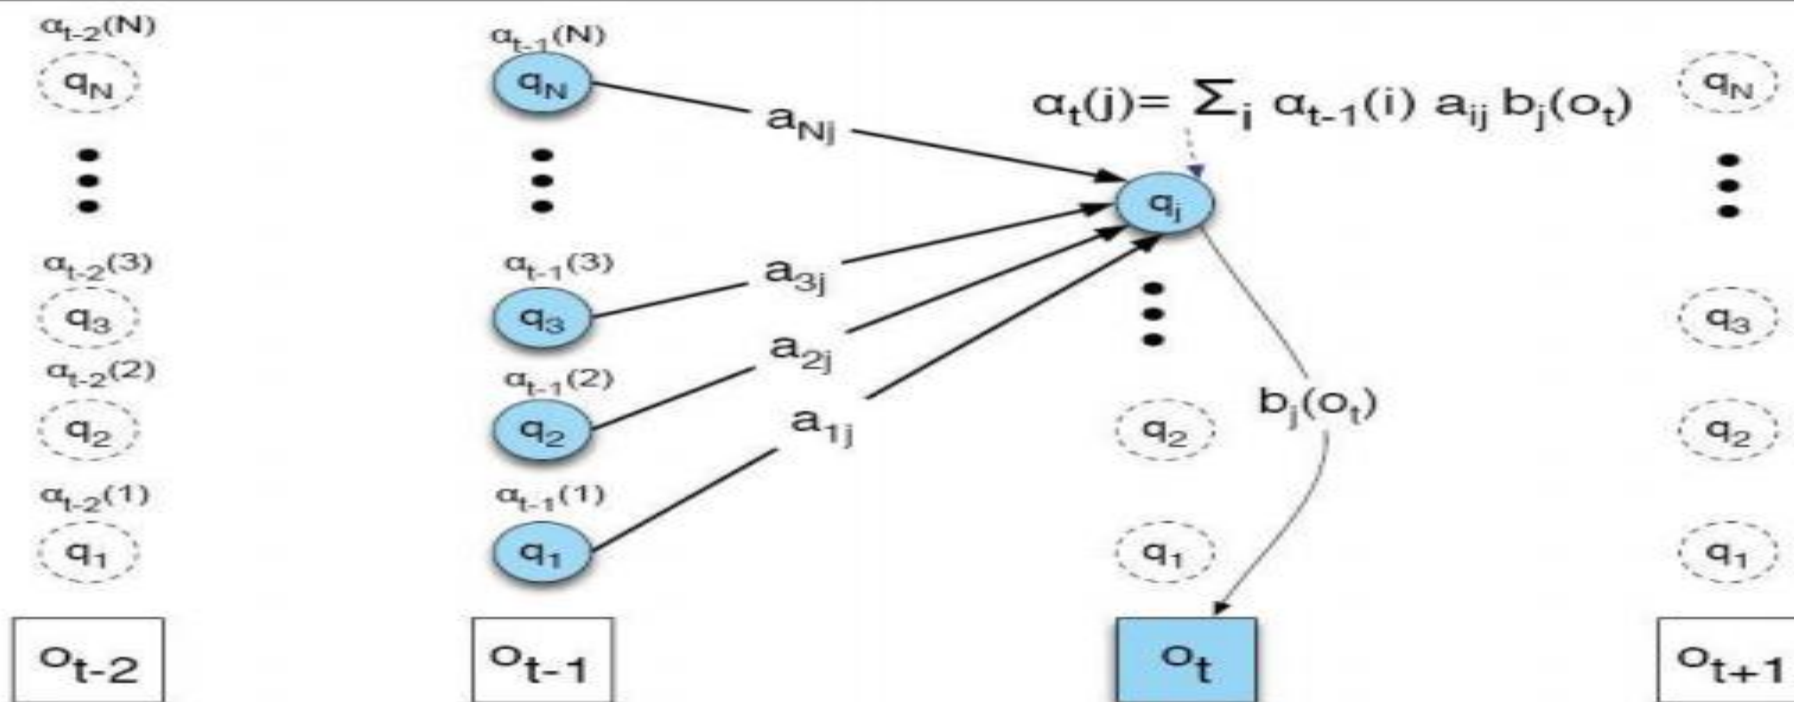 αt-2(N)
qN
αt-2(3)
q3
αt-2(2)
q2
αt-2(1)
q1
ot-2
αt-1(N)
qN
αt-1(3)
q3
αt-1(2)
q2
αt-1(1)
q1
ot-1
aNj
a3j
a2j
a1j
αt(j)= Σi αt-1(i) aij bj(ot)
qj
bj(ot)
q2
q1
ot
qN
q3
q2
q1
ot+1